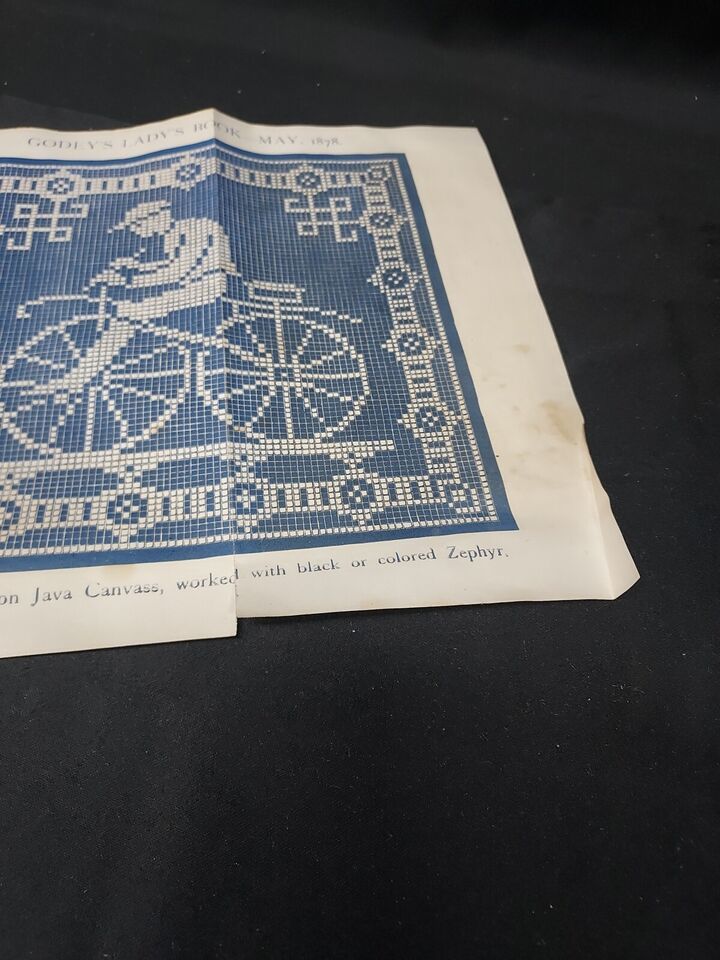 GODEY'S LADY'S BOOK—MAY, 1878.
on Java Canvass, worked with black or colored Zephyr.